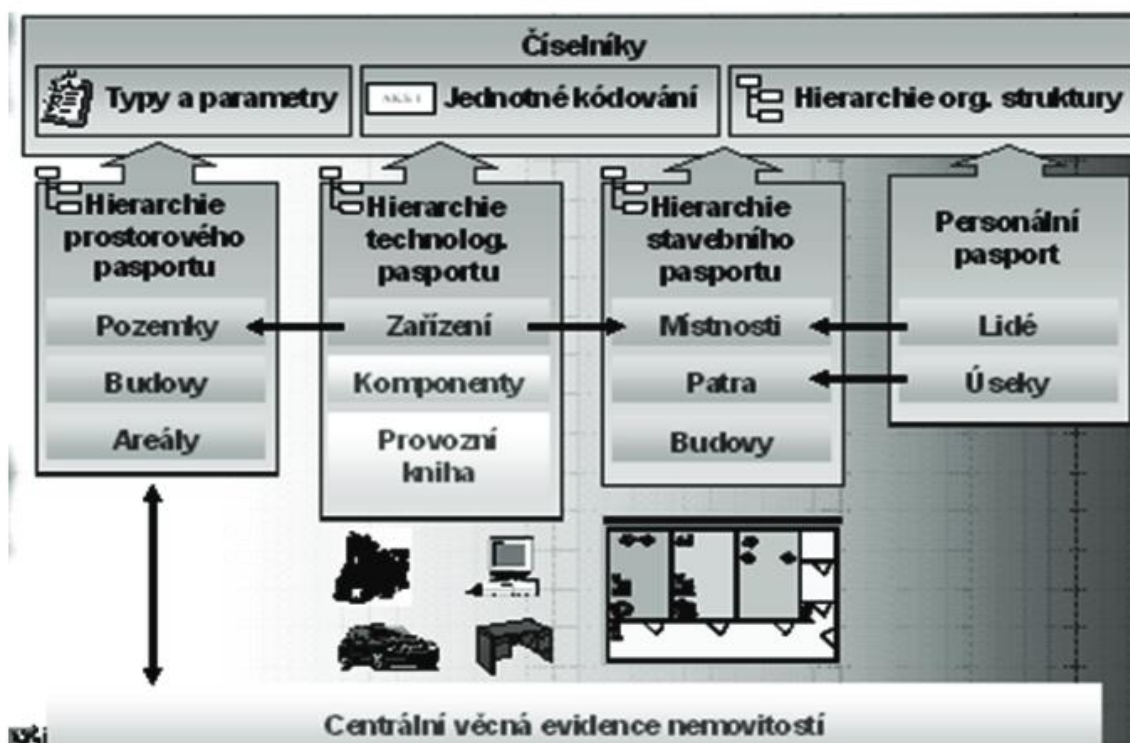 Číselníky
Typy a parametry
Jednotné kódování
Hierarchie org. struktury
Hierarchie
prostorového
pasportu
Pozemky
Budovy
Areály
Hierarchie
technolog.
pasportu
Zařízení
Komponenty
Provozní
kniha
Hierarchie
stavebního
pasportu
Místnosti
Patra
Budovy
Personální
pasport
Lidé
Úseky
Centrální věcná evidence nemovitostí